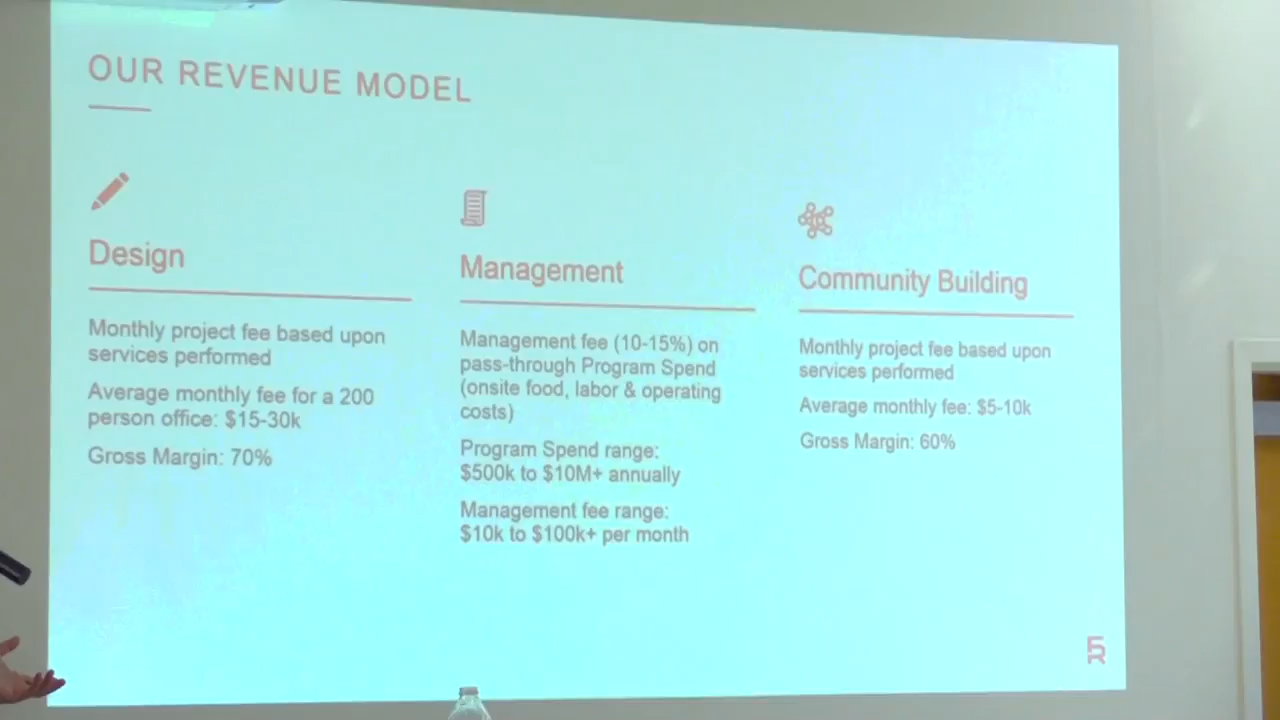 OUR REVENUE MODEL
Design
Monthly project fee based upon
services performed
Average monthly fee for a 200
person office: $15-30k
Gross Margin: 70%
Management
Management fee (10-15%) on
pass-through Program Spend
(onsite food, labor & operating
costs)
Program Spend range:
$500k to $10M+ annually
Management fee range:
$10k to $100k+ per month
Community Building
Monthly project fee based upon
services performed
Average monthly fee: $5-10k
Gross Margin: 60%
5R